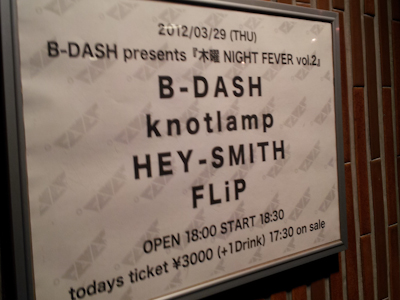 2012/03/29 (THU)
B-DASH presents『木曜 NIGHT FEVER vol.2』
B-DASH
knotlamp
HEY-SMITH
FLiP
OPEN 18:00 START 18:30
todays ticket ¥3000 (+1Drink) 17:30 on sale